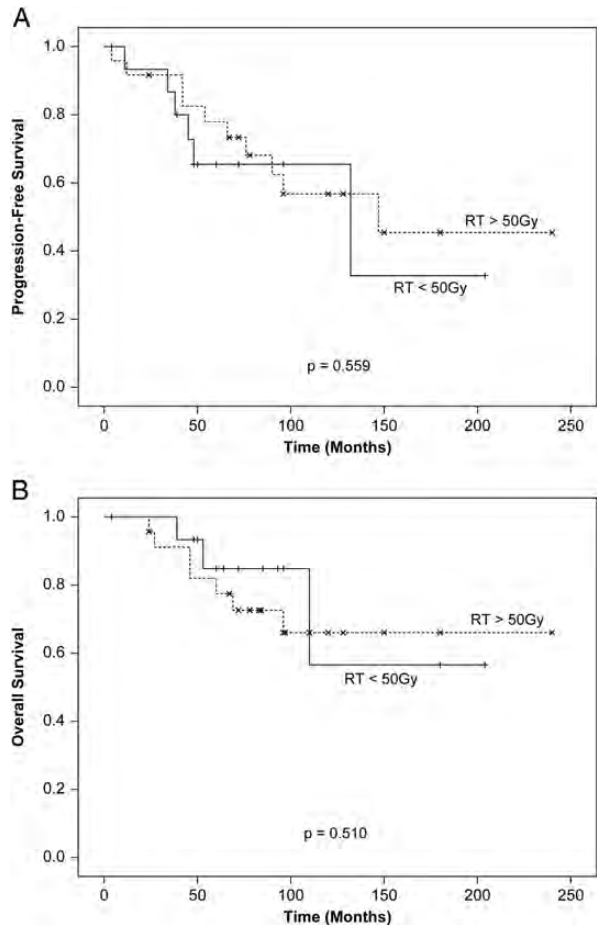 A
1.0
0.8
0.6
0.4
0.2
0.0
Progression-Free Survival
RT > 50Gy
RT < 50Gy
p = 0.559
0 50 100 150 200 250
Time (Months)
B
1.0
0.8
0.6
0.4
0.2
0.0
Overall Survival
RT > 50Gy
RT < 50Gy
p = 0.510
0 50 100 150 200 250
Time (Months)